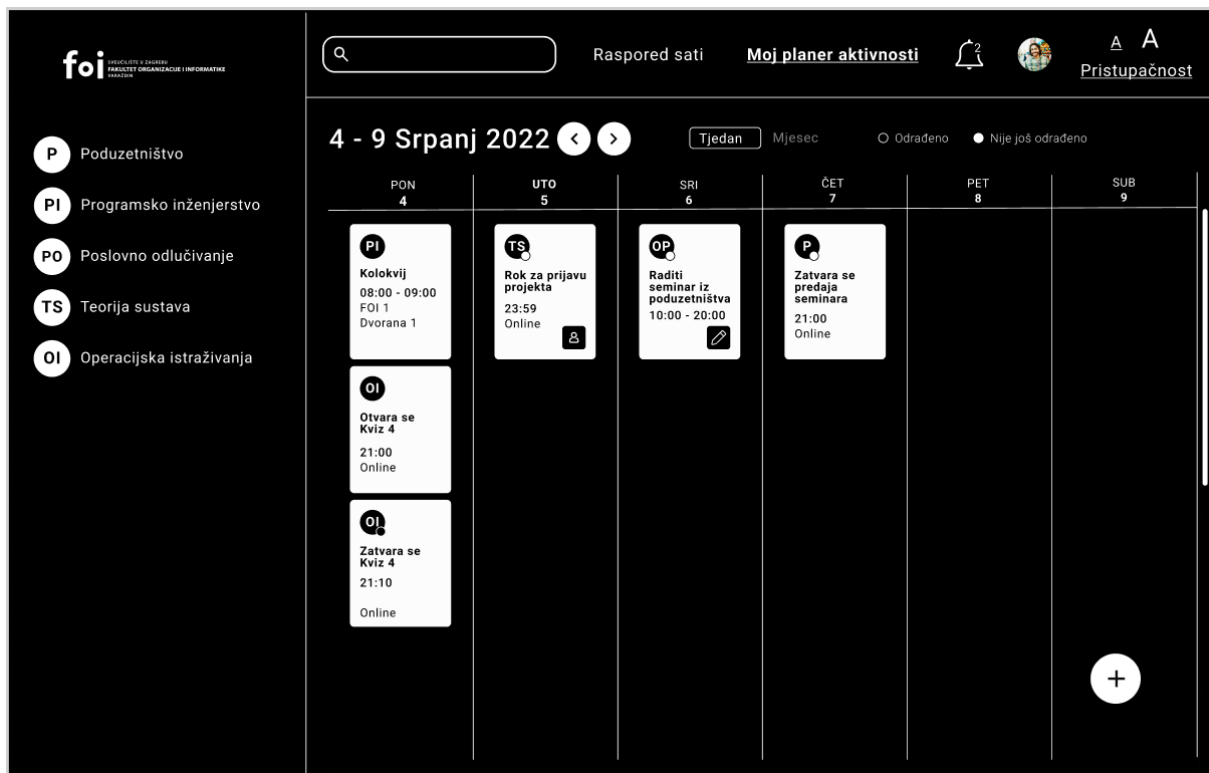 foi
SVEUČILIŠTE U ZAGREBU
FAKULTET ORGANIZACIJE I INFORMATIKE
VARAŽDIN
Raspored sati
Moj planer aktivnosti
2
A A
Pristupačnost
P Poduzetništvo
PI Programsko inženjerstvo
PO Poslovno odlučivanje
TS Teorija sustava
OI Operacijska istraživanja
4 - 9 Srpanj 2022
Tjedan
Mjesec
Odrađeno
Nije još odrađeno
PON
4
UTO
5
SRI
6
ČET
7
PET
8
SUB
9
PI
Kolokvij
08:00 - 09:00
FOI 1
Dvorana 1
OI
Otvara se
Kviz 4
21:00
Online
OI
Zatvara se
Kviz 4
21:10
Online
TS
Rok za prijavu
projekta
23:59
Online
OP
Raditi
seminar iz
poduzetništva
10:00 - 20:00
P
Zatvara se
predaja
seminara
21:00
Online